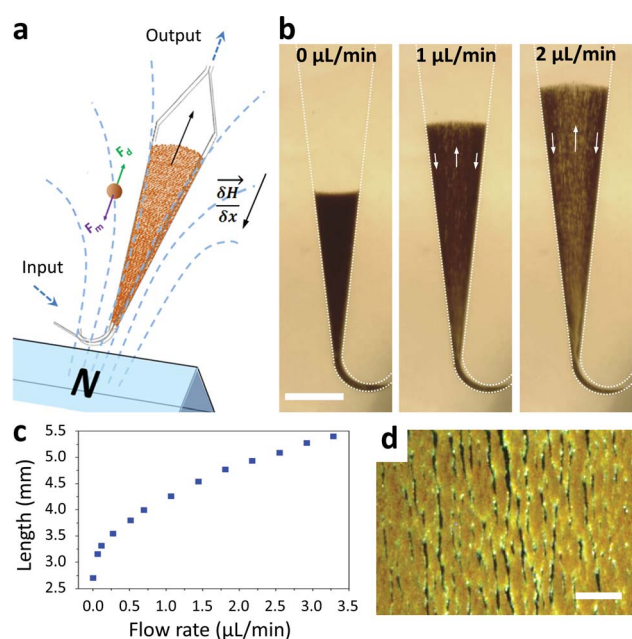 a
Output
F_d
F_m
δH
δx
Input
N
b
0 μL/min
1 μL/min
2 μL/min
c
5.5
5.0
4.5
4.0
3.5
3.0
2.5
Length (mm)
0.0 0.5 1.0 1.5 2.0 2.5 3.0 3.5
Flow rate (μL/min)
d